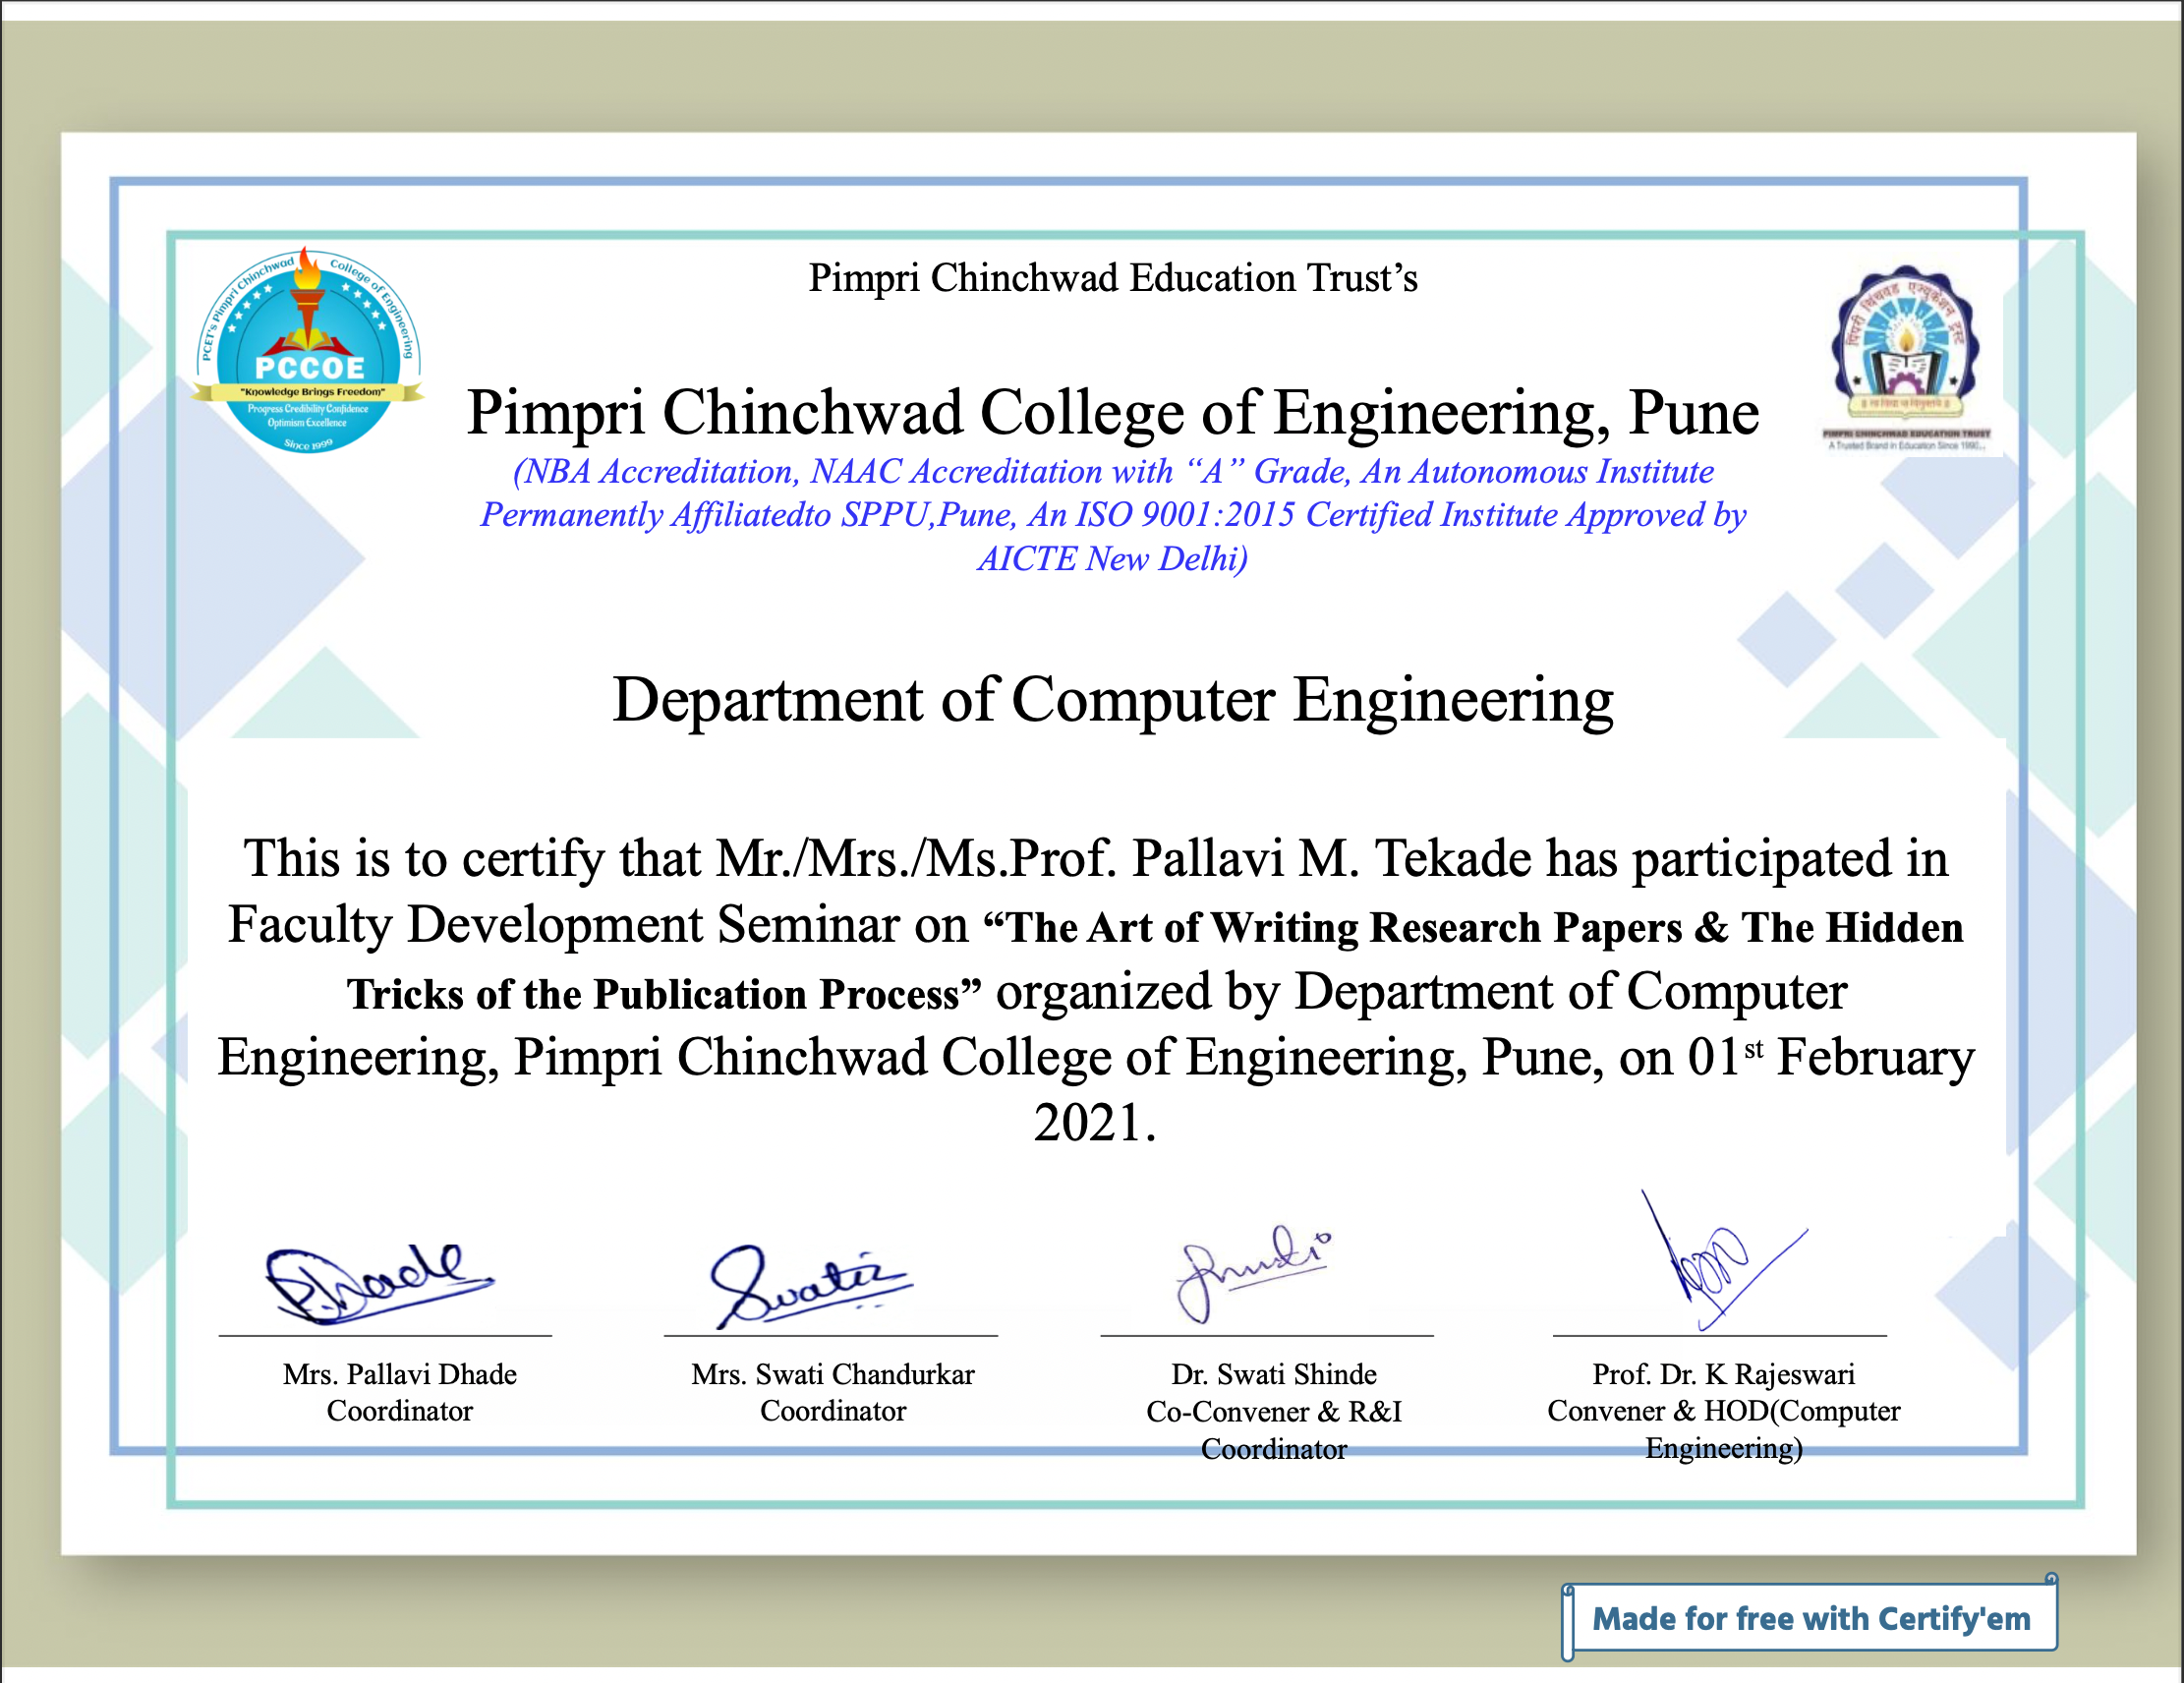 PCET's Pimpri Chinchwad College of Engineering
PCCOE
"Knowledge Brings Freedom"
Progress Credibility Confidence
Optimism Excellence
Since 1999
Pimpri Chinchwad Education Trust’s
पिंपरी चिंचवड एज्युकेशन ट्रस्ट
PIMPRI CHINCHWAD EDUCATION TRUST
A Trusted Brand in Education Since 1990...
Pimpri Chinchwad College of Engineering, Pune
(NBA Accreditation, NAAC Accreditation with “A” Grade, An Autonomous Institute
Permanently Affiliatedto SPPU,Pune, An ISO 9001:2015 Certified Institute Approved by
AICTE New Delhi)
Department of Computer Engineering
This is to certify that Mr./Mrs./Ms.Prof. Pallavi M. Tekade has participated in
Faculty Development Seminar on “The Art of Writing Research Papers & The Hidden
Tricks of the Publication Process” organized by Department of Computer
Engineering, Pimpri Chinchwad College of Engineering, Pune, on 01st February
2021.
P.Dhade
Swati
Mrs. Pallavi Dhade
Coordinator
Mrs. Swati Chandurkar
Coordinator
Dr. Swati Shinde
Co-Convener & R&I
Coordinator
Prof. Dr. K Rajeswari
Convener & HOD(Computer
Engineering)
Made for free with Certify'em